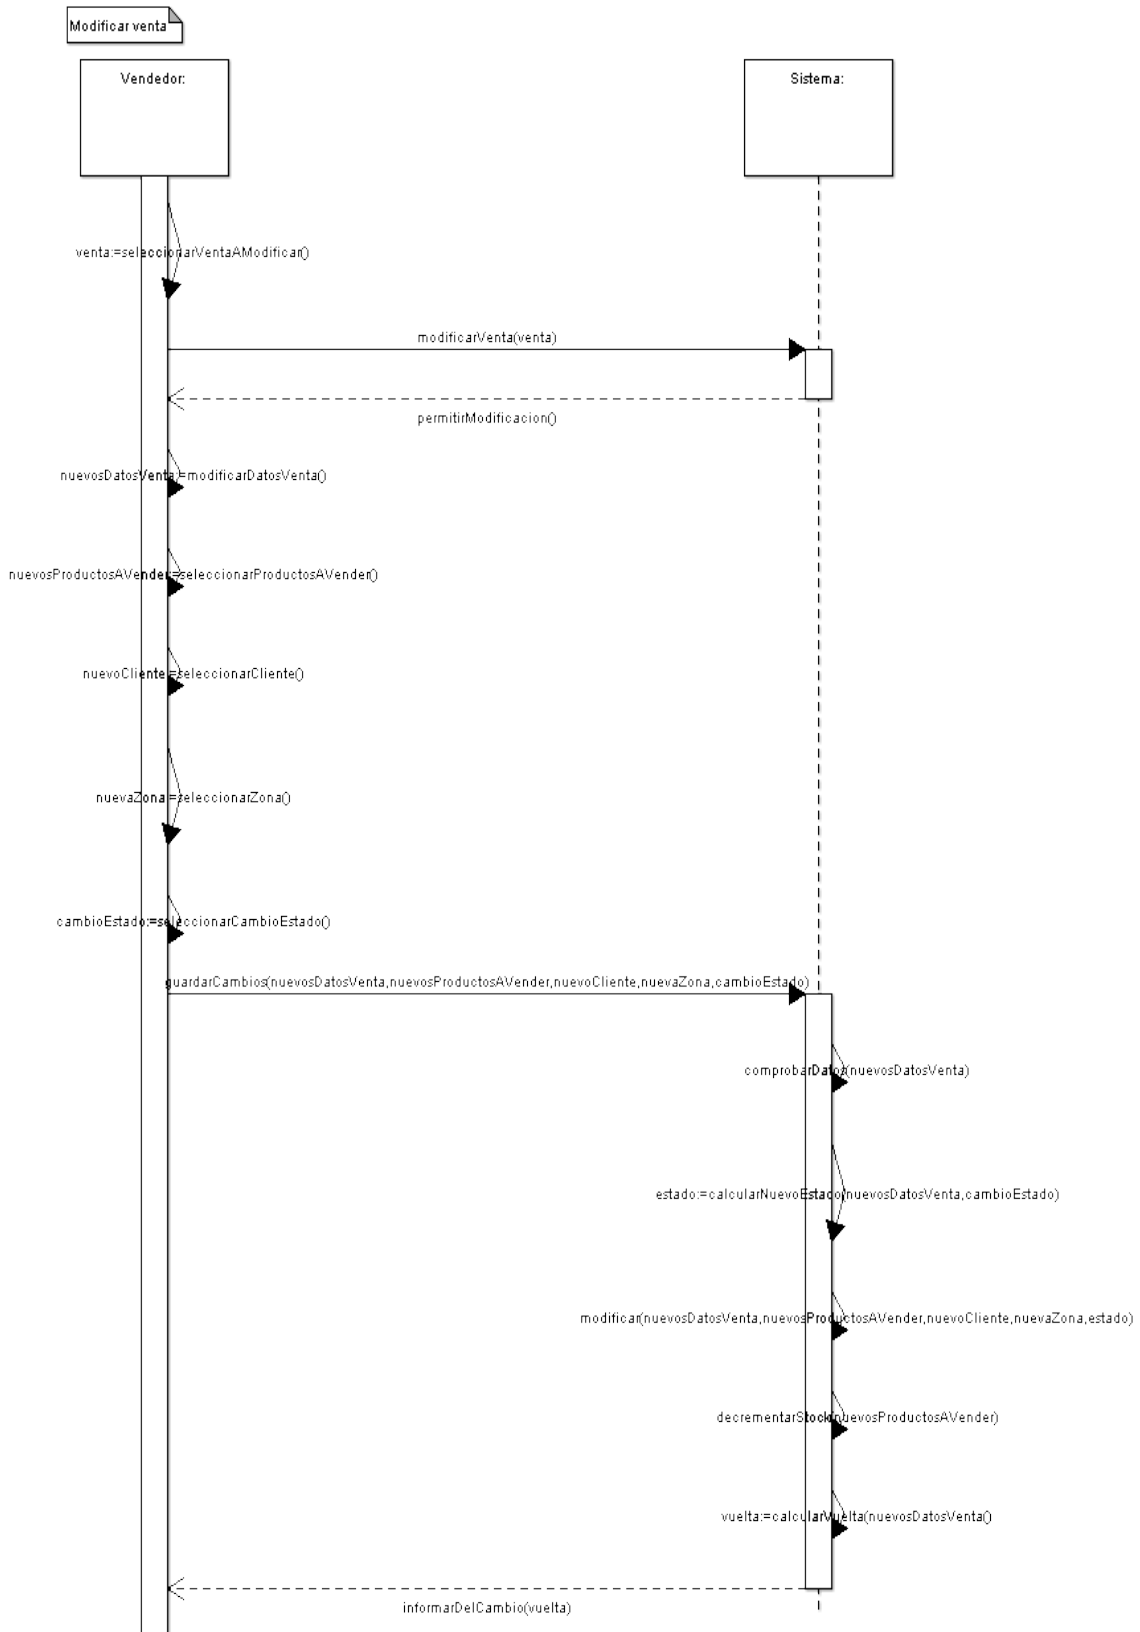 Modificar venta
Vendedor:
Sistema:
venta:=seleccionarVentaAModificar()
modificarVenta(venta)
permitirModificacion()
nuevosDatosVenta:=modificarDatosVenta()
nuevosProductosAVender:=seleccionarProductosAVender()
nuevoCliente:=seleccionarCliente()
nuevaZona:=seleccionarZona()
cambioEstado:=seleccionarCambioEstado()
guardarCambios(nuevosDatosVenta,nuevosProductosAVender,nuevoCliente,nuevaZona,cambioEstado)
comprobarDatos(nuevosDatosVenta)
estado:=calcularNuevoEstado(nuevosDatosVenta,cambioEstado)
modificar(nuevosDatosVenta,nuevosProductosAVender,nuevoCliente,nuevaZona,estado)
decrementarStock(nuevosProductosAVender)
vuelta:=calcularVuelta(nuevosDatosVenta()
informarDelCambio(vuelta)